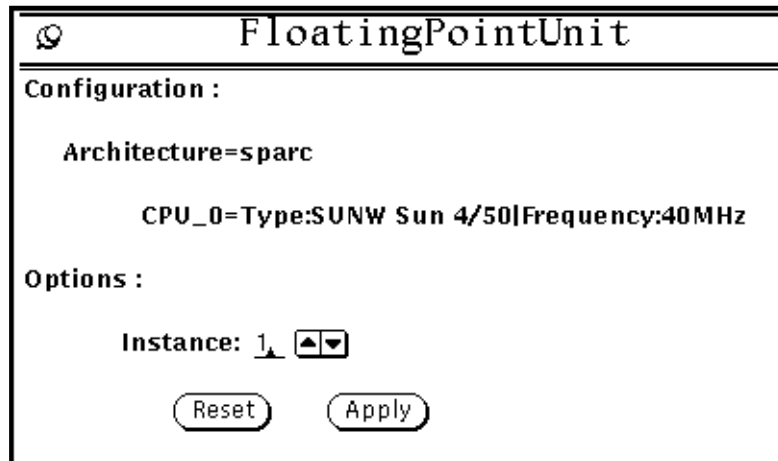 FloatingPointUnit
Configuration :
Architecture=sparc
CPU_0=Type:SUNW Sun 4/50|Frequency:40MHz
Options :
Instance: 1
Reset Apply